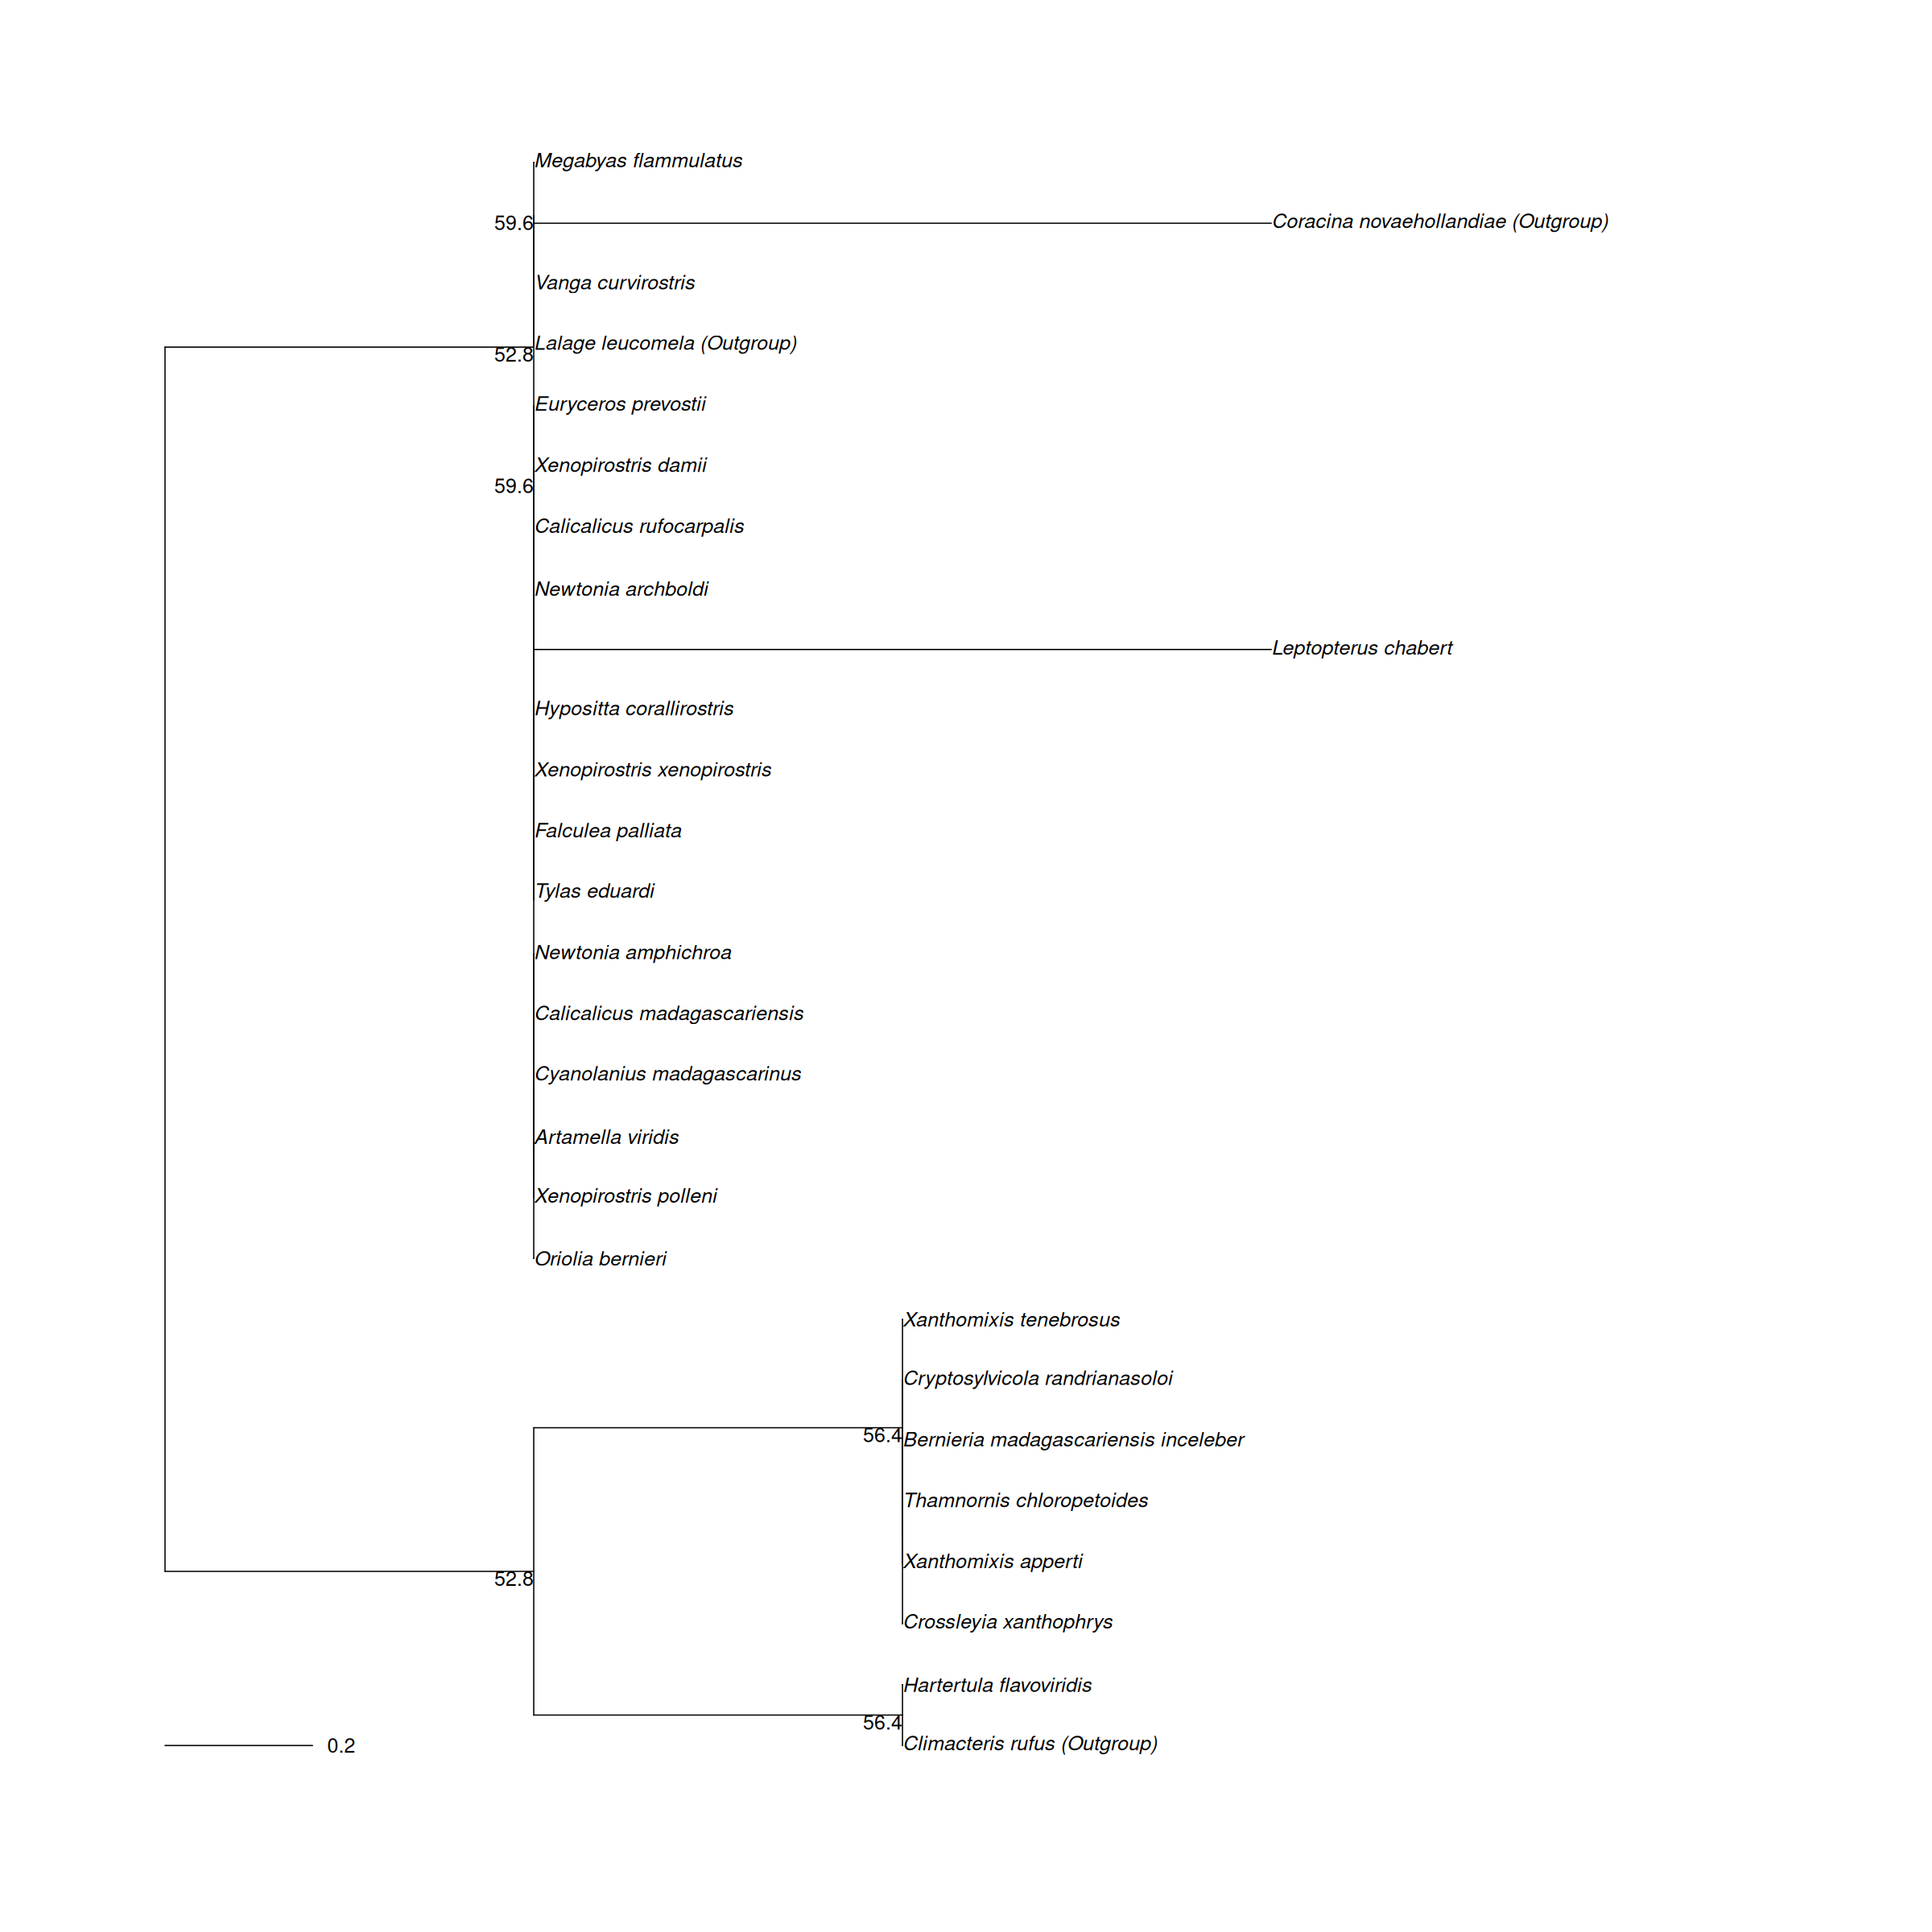 Megabyas flammulatus
59.6
Coracina novaehollandiae (Outgroup)
Vanga curvirostris
Lalage leucomela (Outgroup)
52.8
Euryceros prevostii
Xenopirostris damii
59.6
Calicalicus rufocarpalis
Newtonia archboldi
Leptopterus chabert
Hypositta corallirostris
Xenopirostris xenopirostris
Falculea palliata
Tylas eduardi
Newtonia amphichroa
Calicalicus madagascariensis
Cyanolanius madagascarinus
Artamella viridis
Xenopirostris polleni
Oriolia bernieri
Xanthomixis tenebrosus
Cryptosylvicola randrianasoloi
56.4
Bernieria madagascariensis inceleber
Thamnornis chloropetoides
Xanthomixis apperti
52.8
Crossleyia xanthophrys
Hartertula flavoviridis
56.4
Climacteris rufus (Outgroup)
0.2